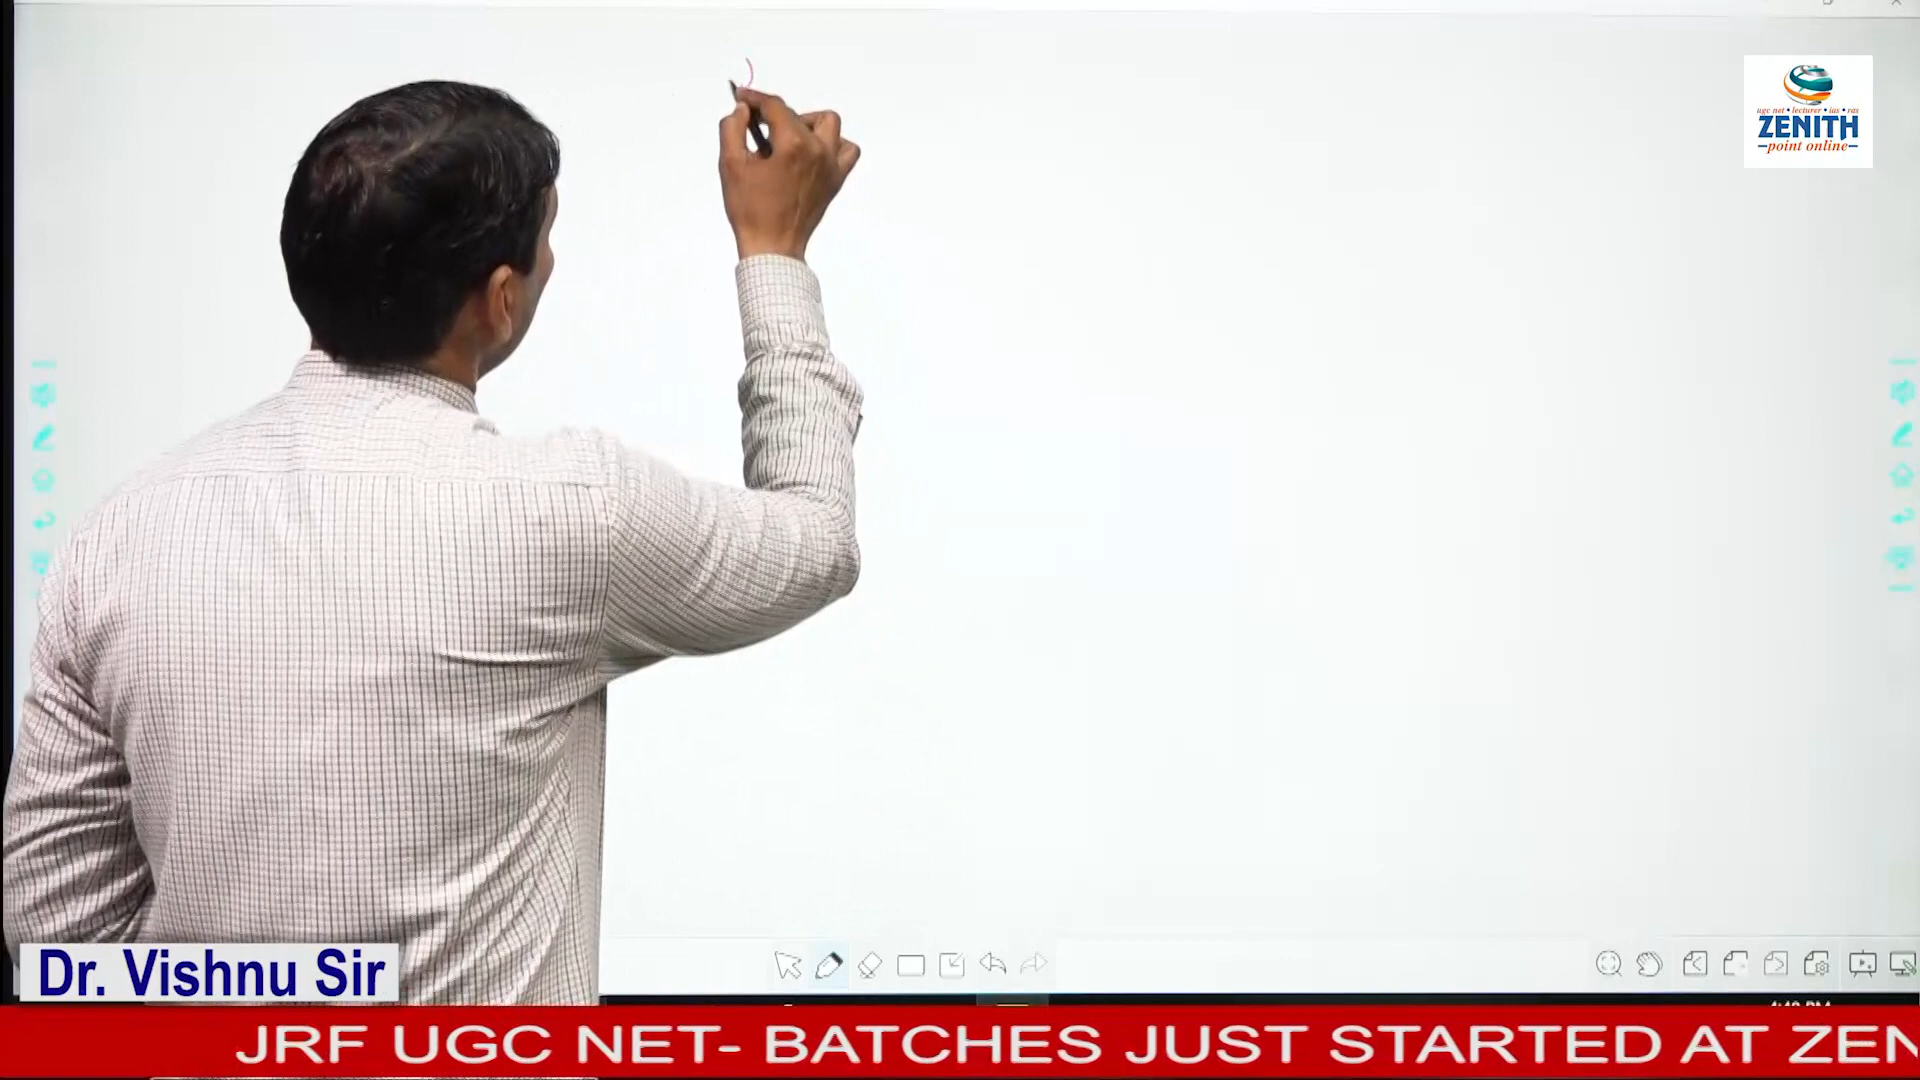 ugc net • lecturer • ias • ras
ZENITH
point online
Dr. Vishnu Sir
JRF UGC NET- BATCHES JUST STARTED AT ZEN